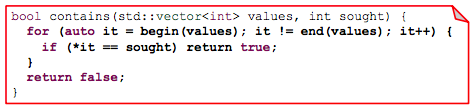 bool contains(std::vector<int> values, int sought) {
  for (auto it = begin(values); it != end(values); it++) {
    if (*it == sought) return true;
  }
  return false;
}